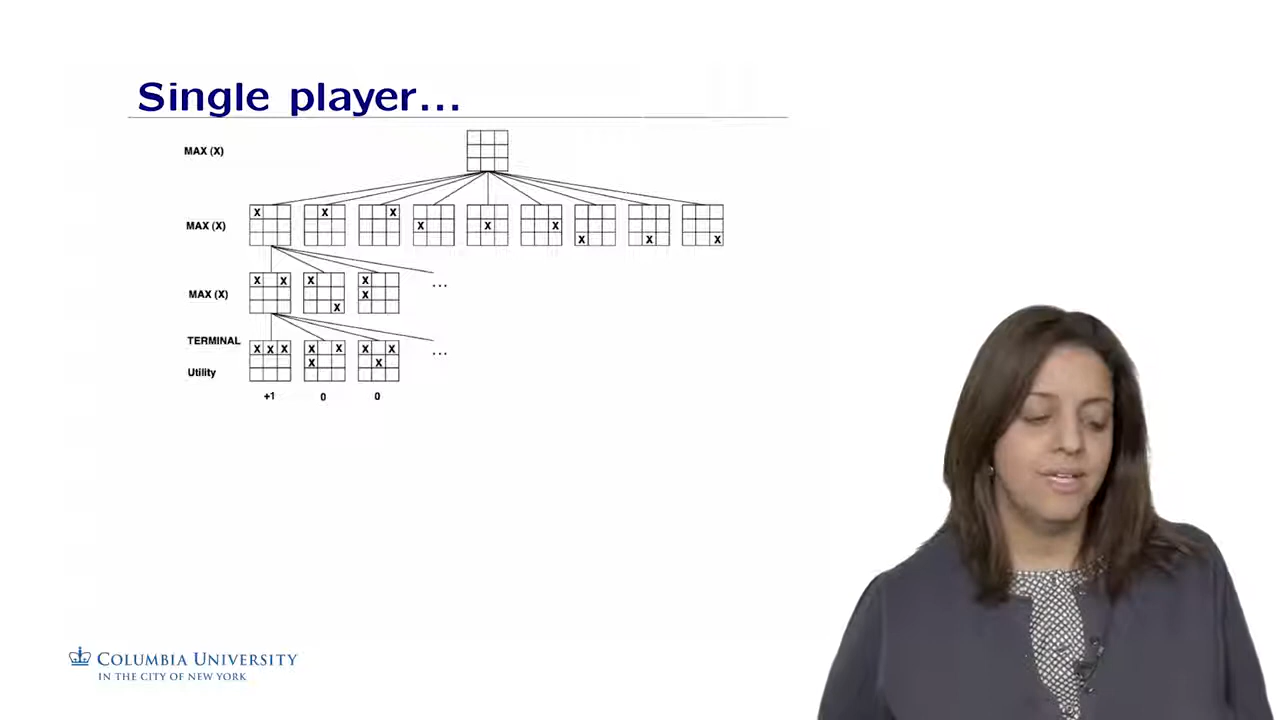 Single player...
MAX (X)
MAX (X)
X X X X X X X X X
MAX (X)
X X X X X
X
X
...
TERMINAL
X X X X X X X
X X
...
Utility
+1 0 0
COLUMBIA UNIVERSITY
IN THE CITY OF NEW YORK